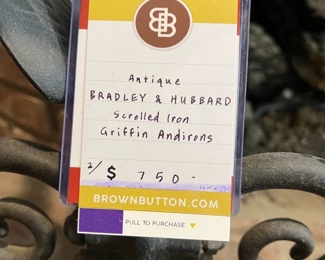 BB
Antique
BRADLEY & HUBBARD
Scrolled Iron
Griffin Andirons
2/ $ 750-
BROWNBUTTON.COM
PULL TO PURCHASE